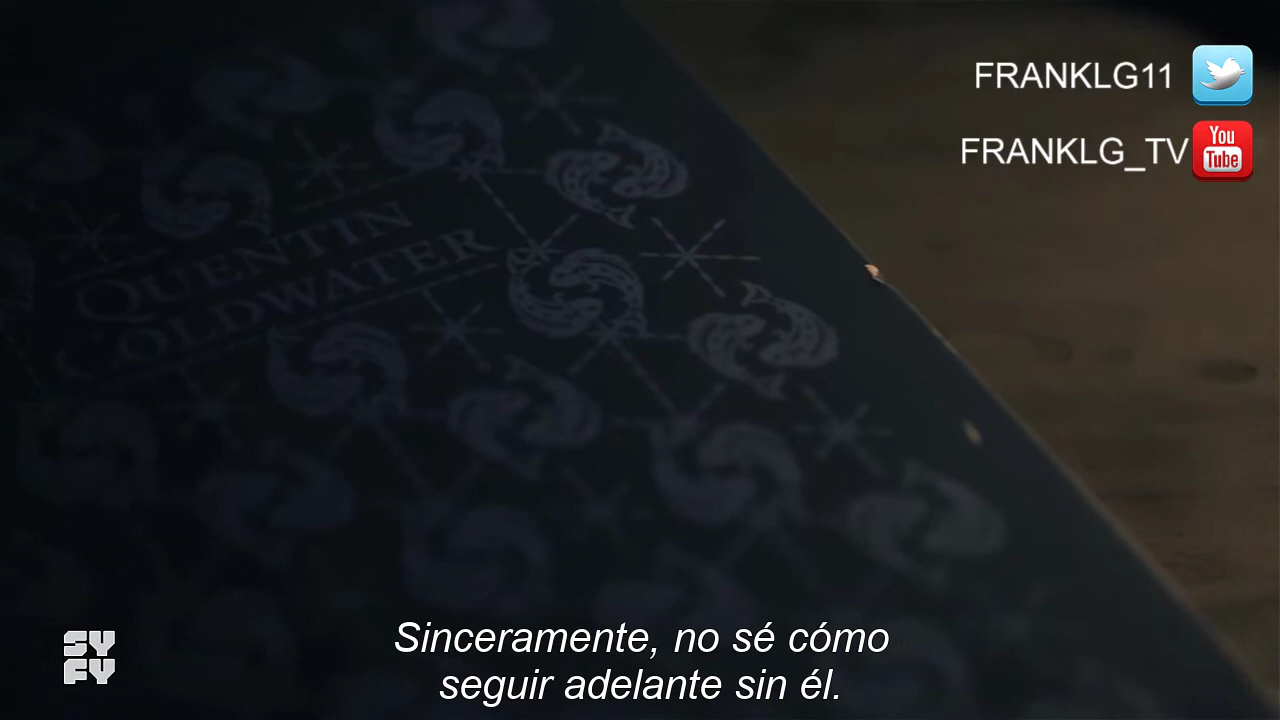 FRANKLG11
You
Tube
FRANKLG_TV
QUENTIN
COLDWATER
SY
FY
Sinceramente, no sé cómo
seguir adelante sin él.